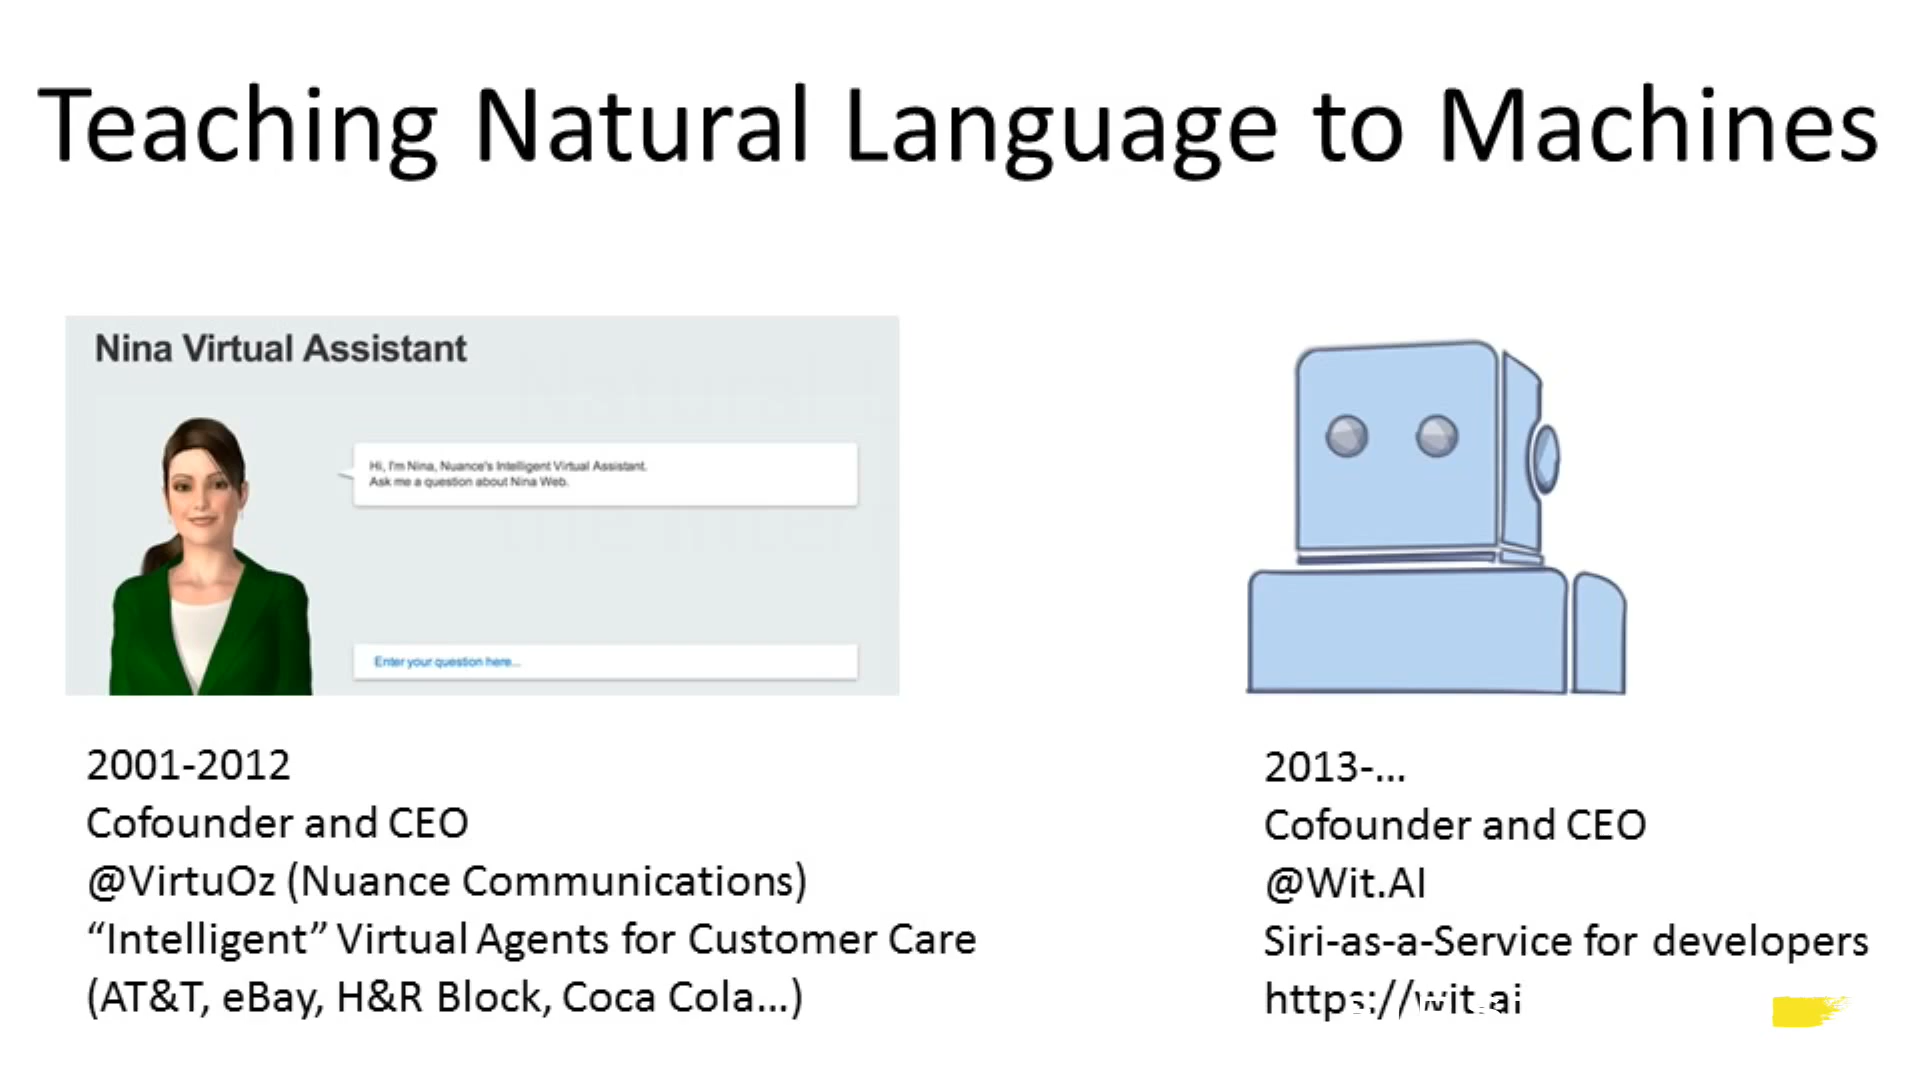 Teaching Natural Language to Machines
Nina Virtual Assistant
Hi, I'm Nina, Nuance's Intelligent Virtual Assistant.
Ask me a question about Nina Web.
Enter your question here...
2001-2012
Cofounder and CEO
@VirtuOz (Nuance Communications)
“Intelligent” Virtual Agents for Customer Care
(AT&T, eBay, H&R Block, Coca Cola…)
2013-…
Cofounder and CEO
@Wit.AI
Siri-as-a-Service for developers
https://wit.ai